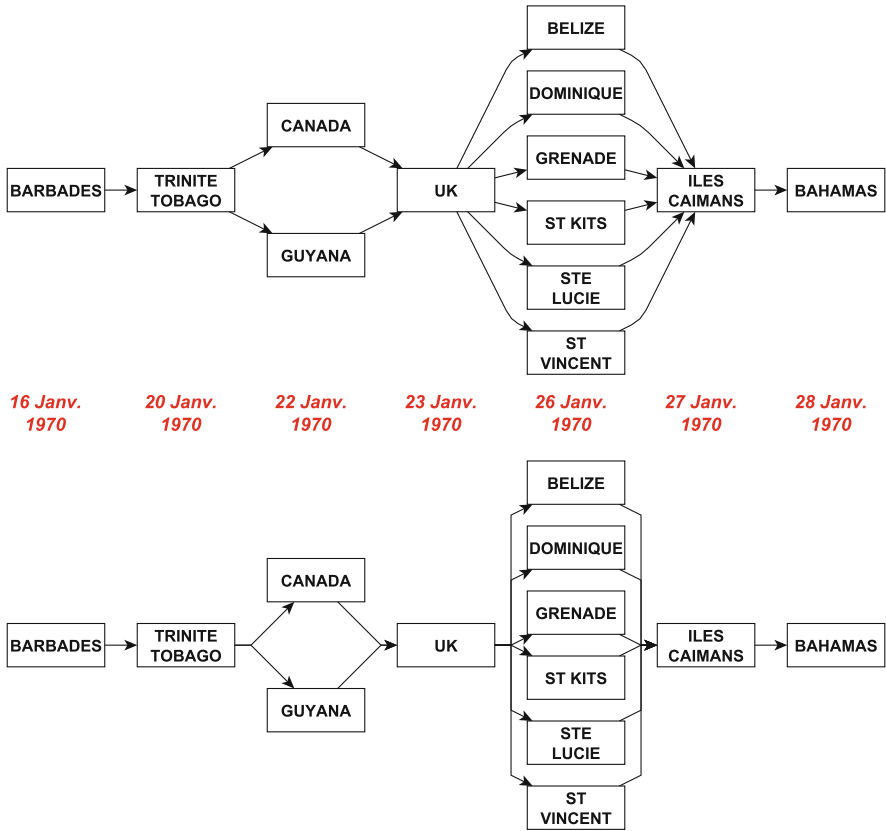 BELIZE
DOMINIQUE
CANADA
GRENADE
BARBADES
TRINITE
TOBAGO
UK
ILES
CAIMANS
BAHAMAS
ST KITS
GUYANA
STE
LUCIE
ST
VINCENT
16 Janv.
1970
20 Janv.
1970
22 Janv.
1970
23 Janv.
1970
26 Janv.
1970
27 Janv.
1970
28 Janv.
1970
BELIZE
DOMINIQUE
CANADA
GRENADE
BARBADES
TRINITE
TOBAGO
UK
ILES
CAIMANS
BAHAMAS
ST KITS
GUYANA
STE
LUCIE
ST
VINCENT